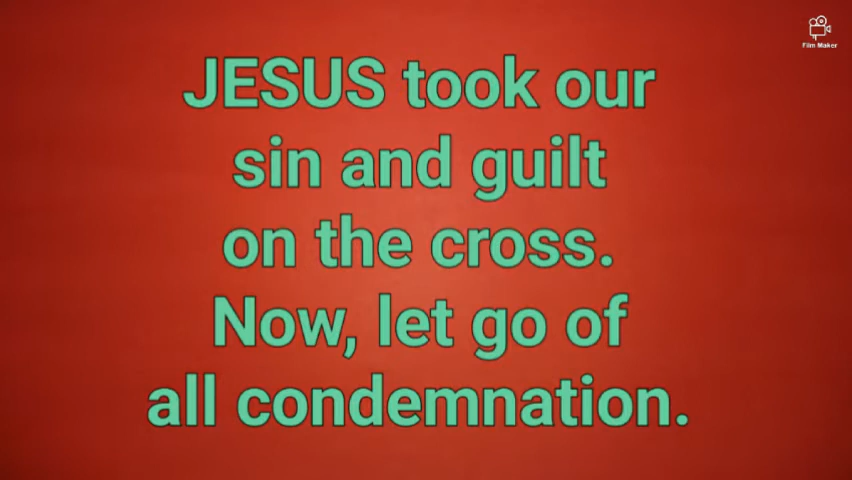 Film Maker
JESUS took our
sin and guilt
on the cross.
Now, let go of
all condemnation.